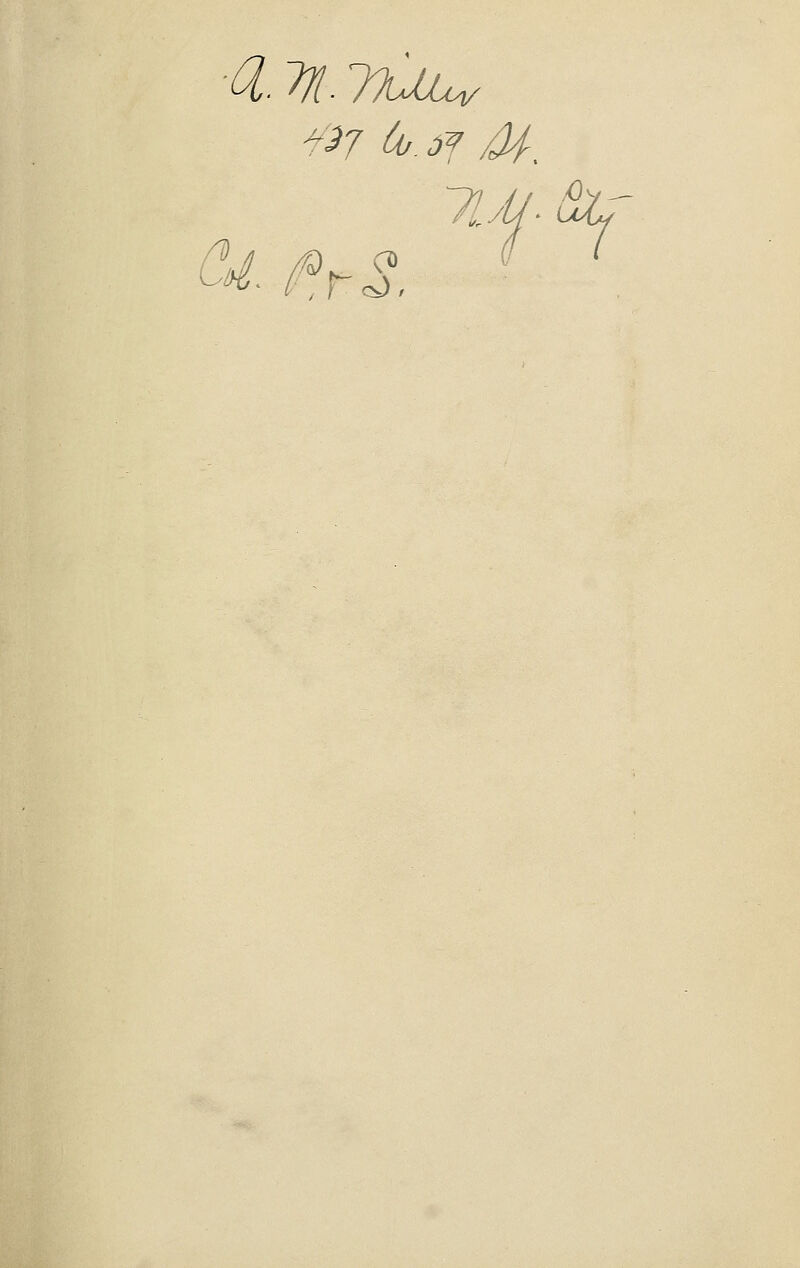 A. M. Miller
437 W. 59 St.
N.Y. City
Col. P. & S.